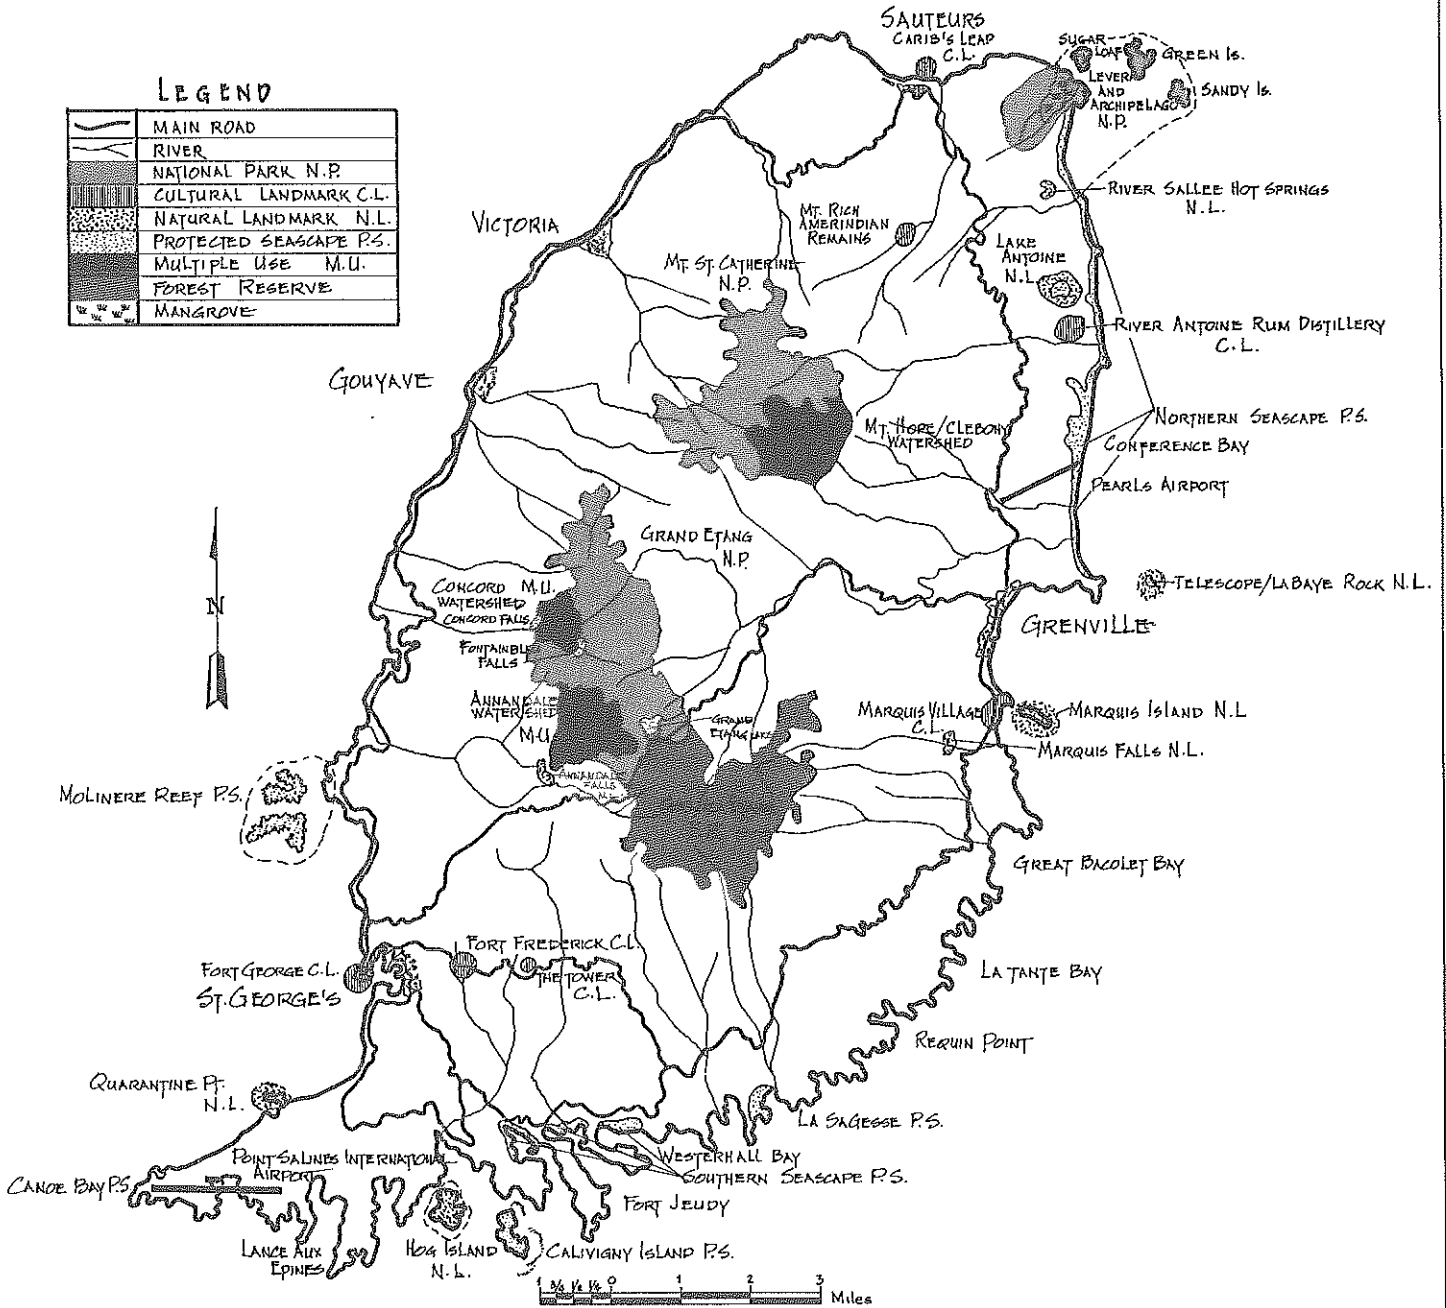 SAUTEURS
CARIB'S LEAP
C.L.
SUGAR
LOAF
GREEN IS.
LEVERA
AND
ARCHIPELAGO
N.P.
SANDY IS.
LEGEND
MAIN ROAD
RIVER
NATIONAL PARK N.P.
CULTURAL LANDMARK C.L.
NATURAL LANDMARK N.L.
PROTECTED SEASCAPE P.S.
MULTIPLE USE M.U.
FOREST RESERVE
MANGROVE
RIVER SALLEE HOT SPRINGS
N.L.
VICTORIA
MT. RICH
AMERINDIAN
REMAINS
LAKE
ANTOINE
N.L.
MT. ST. CATHERINE
N.P.
RIVER ANTOINE RUM DISTILLERY
C.L.
GOUYAVE
MT. HOPE/CLEBONY
WATERSHED
NORTHERN SEASCAPE P.S.
CONFERENCE BAY
PEARLS AIRPORT
GRAND ETANG
N.P.
N
CONCORD M.U.
WATERSHED
CONCORD FALLS
TELESCOPE/LA BAYE ROCK N.L.
GRENVILLE
FONTAINBLU
FALLS
ANNANDALE
WATERSHED
M.U.
GRAND
ETANG LAKE
MARQUIS VILLAGE
C.L.
MARQUIS ISLAND N.L
MARQUIS FALLS N.L.
ANNANDALE
FALLS
N.L.
MOLINERE REEF P.S.
GREAT BACOLET BAY
FORT FREDERICK C.L.
FORT GEORGE C.L.
ST. GEORGE'S
THE TOWER
C.L.
LA TANTE BAY
REQUIN POINT
QUARANTINE PT.
N.L.
LA SAGESSE P.S.
POINT SALINES INTERNATIONAL
AIRPORT
WESTERHALL BAY
SOUTHERN SEASCAPE P.S.
CANOE BAY P.S.
FORT JEUDY
LANCE AUX
EPINES
HOG ISLAND
N.L.
CALIVIGNY ISLAND P.S.
1 3/4 1/2 1/4 0 1 2 3
MILES